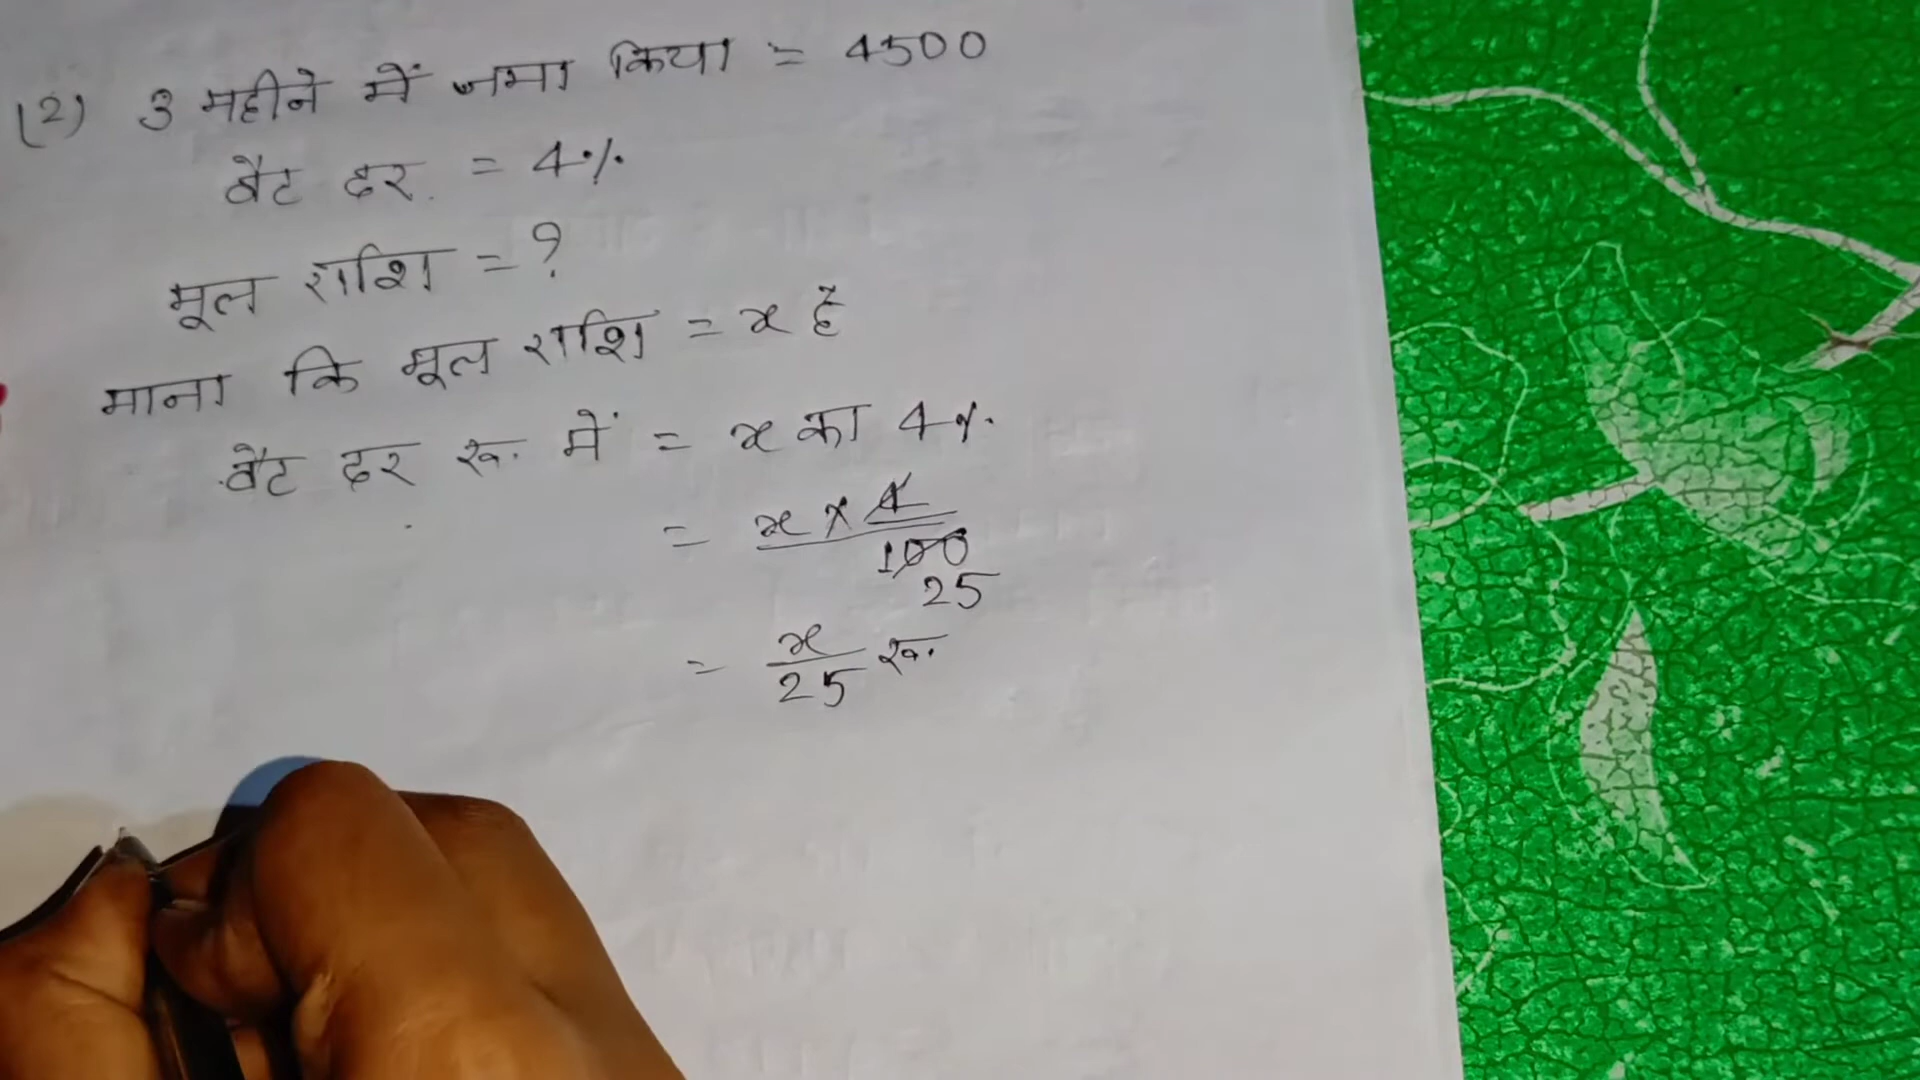 (2) 3 महीने में जमा किया = 4500
वैट दर = 4%
मूल राशि = ?
माना कि मूल राशि = x है
वैट दर रू. में = x का 4%
= x × 4/100
25
= x/25 रू.